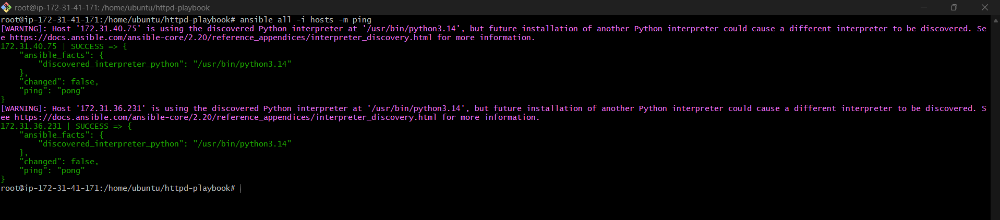 root@ip-172-31-41-171: /home/ubuntu/httpd-playbook
root@ip-172-31-41-171:/home/ubuntu/httpd-playbook# ansible all -i hosts -m ping
[WARNING]: Host '172.31.40.75' is using the discovered Python interpreter at '/usr/bin/python3.14', but future installation of another Python interpreter could cause a different interpreter to be discovered. Se
e https://docs.ansible.com/ansible-core/2.20/reference_appendices/interpreter_discovery.html for more information.
172.31.40.75 | SUCCESS => {
    "ansible_facts": {
        "discovered_interpreter_python": "/usr/bin/python3.14"
    },
    "changed": false,
    "ping": "pong"
}
[WARNING]: Host '172.31.36.231' is using the discovered Python interpreter at '/usr/bin/python3.14', but future installation of another Python interpreter could cause a different interpreter to be discovered. S
ee https://docs.ansible.com/ansible-core/2.20/reference_appendices/interpreter_discovery.html for more information.
172.31.36.231 | SUCCESS => {
    "ansible_facts": {
        "discovered_interpreter_python": "/usr/bin/python3.14"
    },
    "changed": false,
    "ping": "pong"
}
root@ip-172-31-41-171:/home/ubuntu/httpd-playbook#